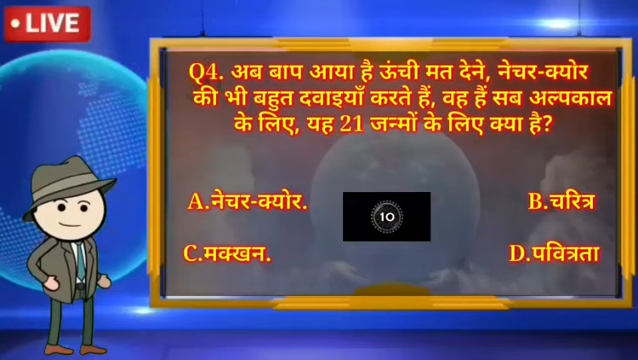 • LIVE
Q4. अब बाप आया है ऊंची मत देने, नेचर-क्योर
की भी बहुत दवाइयाँ करते हैं, वह हैं सब अल्पकाल
के लिए, यह 21 जन्मों के लिए क्या है?
A.नेचर-क्योर.
B.चरित्र
10
C.मक्खन.
D.पवित्रता